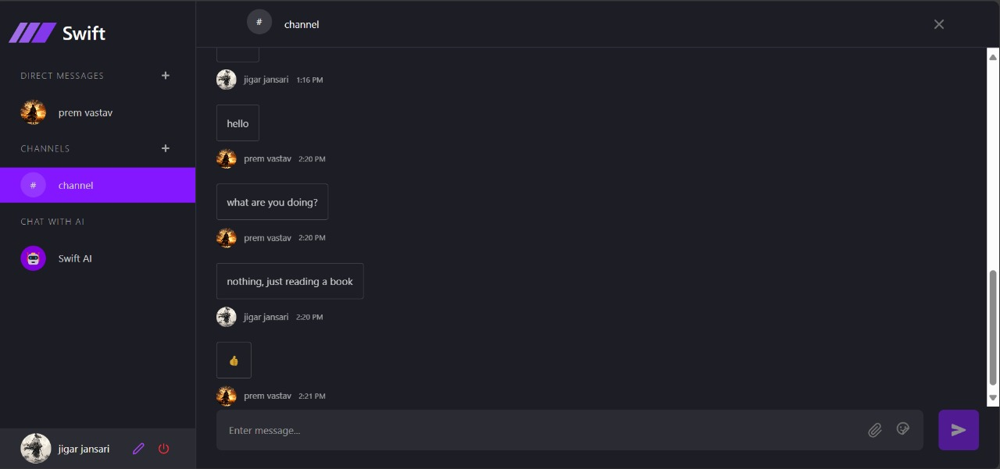 Swift
DIRECT MESSAGES +
prem vastav
CHANNELS +
# channel
CHAT WITH AI
Swift AI
jigar jansari
# channel
jigar jansari 1:16 PM
hello
prem vastav 2:20 PM
what are you doing?
prem vastav 2:20 PM
nothing, just reading a book
jigar jansari 2:20 PM
👍
prem vastav 2:21 PM
Enter message...